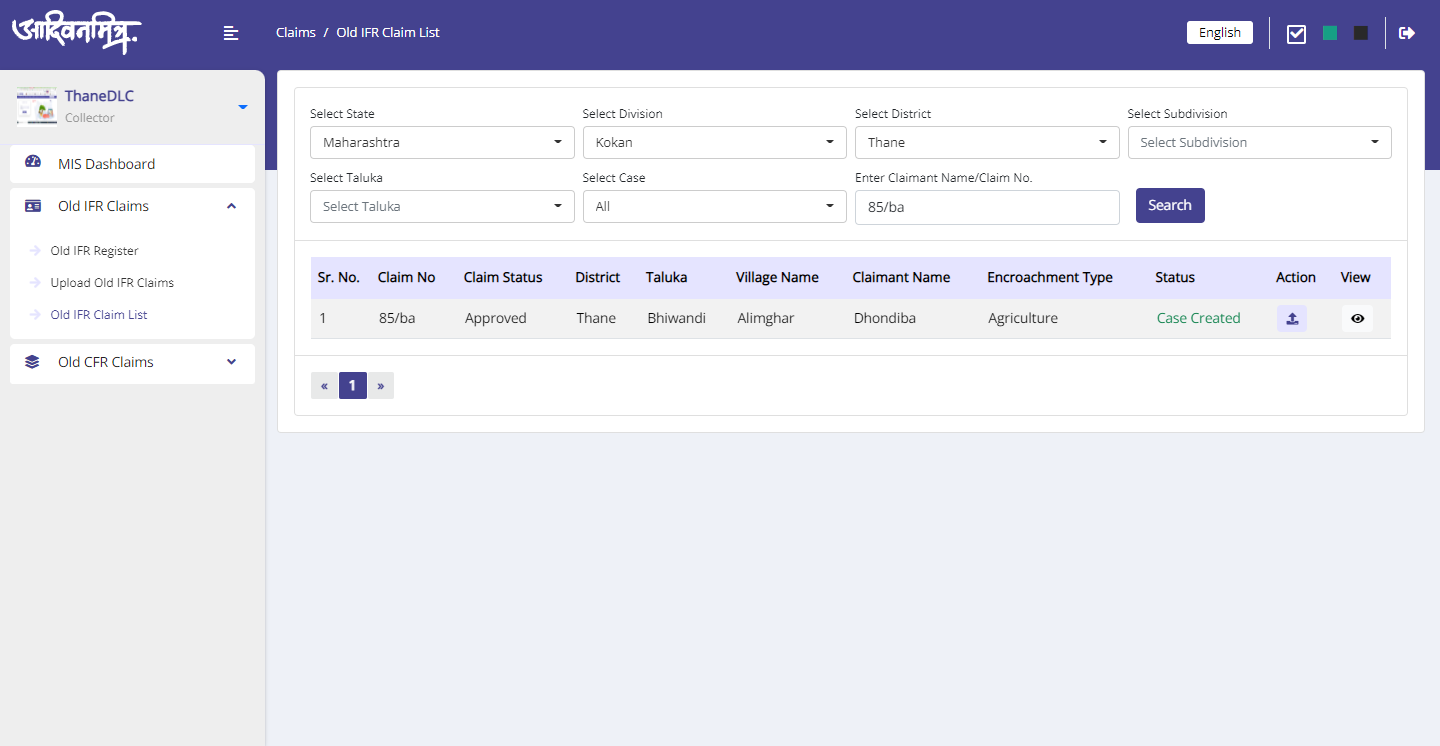 आदिवनमित्र.
Claims / Old IFR Claim List
English
ThaneDLC
Collector
MIS Dashboard
Old IFR Claims
Old IFR Register
Upload Old IFR Claims
Old IFR Claim List
Old CFR Claims
Select State Select Division Select District Select Subdivision
Maharashtra Kokan Thane Select Subdivision
Select Taluka Select Case Enter Claimant Name/Claim No.
Select Taluka All 85/ba Search
Sr. No. Claim No Claim Status District Taluka Village Name Claimant Name Encroachment Type Status Action View
1 85/ba Approved Thane Bhiwandi Alimghar Dhondiba Agriculture Case Created
« 1 »